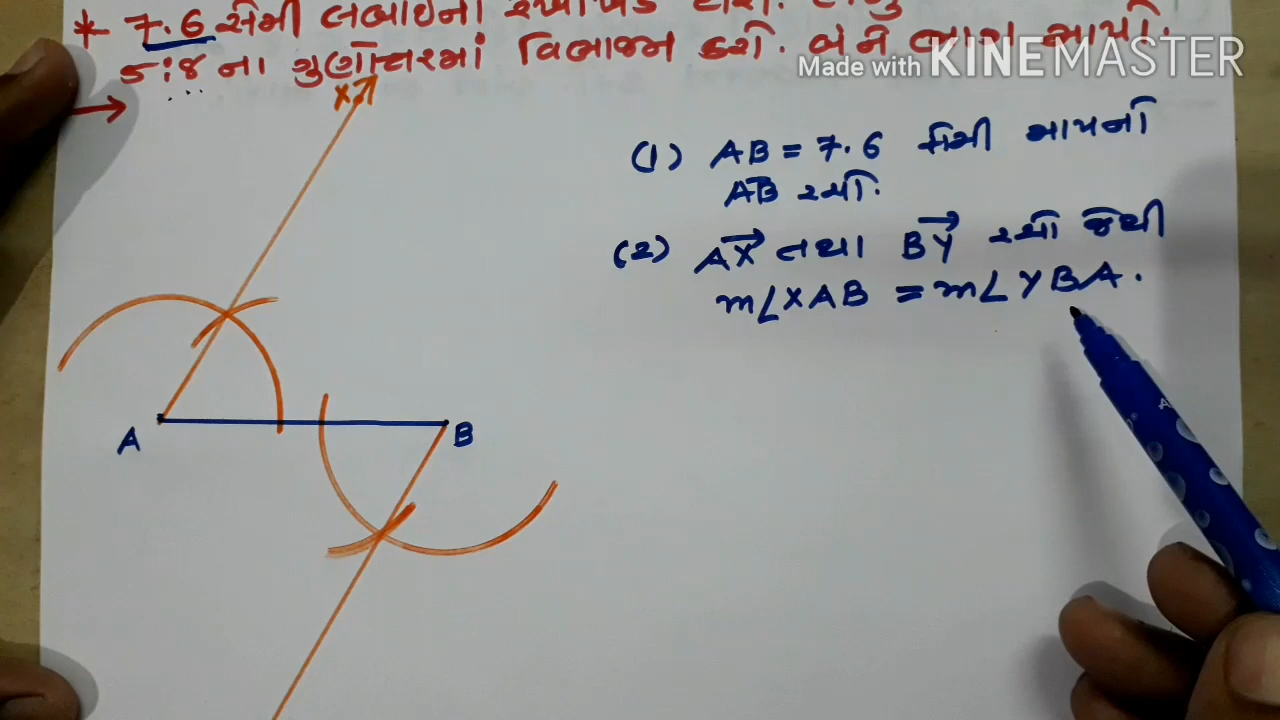 * 7.6 સેમી લંબાઇનો રેખાખંડ દોરો. તેનું
5:8 ના ગુણોત્તરમાં વિભાજન કરો. બંને ભાગ માપો.
Made with KINEMASTER
X
(1) AB = 7.6 સેમી માપનો
AB રચો.
(2) AX તથા BY રચો જેથી
m∠XAB = m∠YBA.
A B